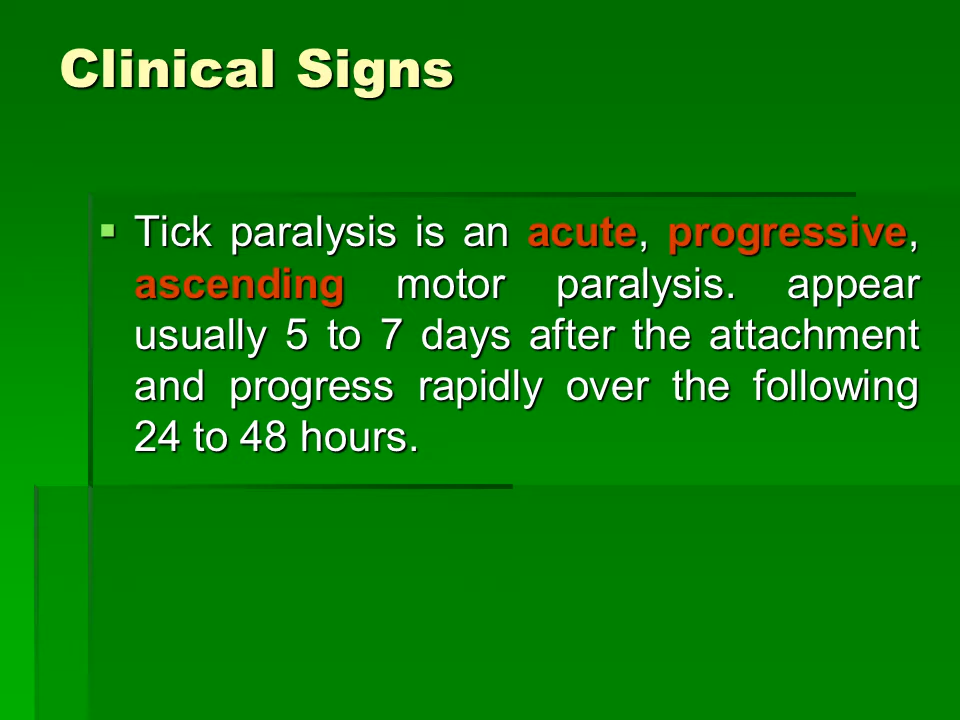 Clinical Signs
▪ Tick paralysis is an acute, progressive,
ascending motor paralysis. appear
usually 5 to 7 days after the attachment
and progress rapidly over the following
24 to 48 hours.